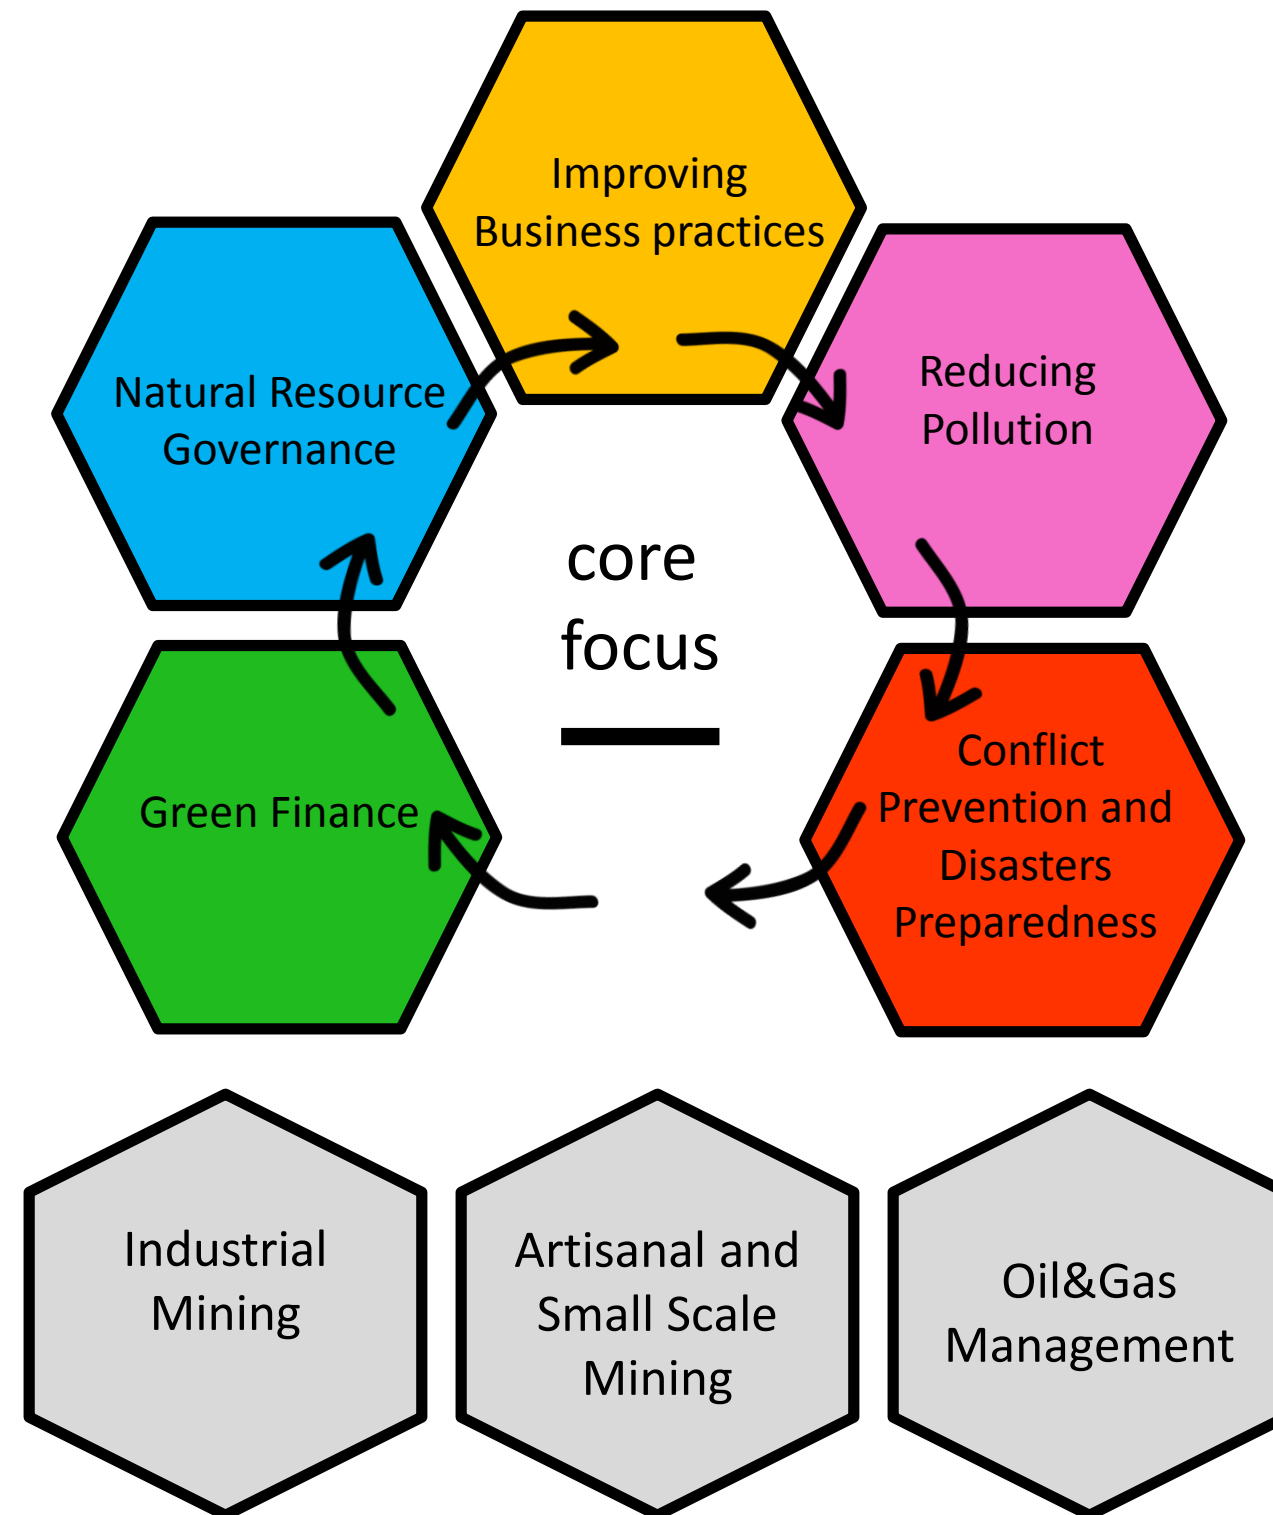 Improving
Business practices
Natural Resource
Governance
Reducing
Pollution
core
focus
Green Finance
Conflict
Prevention and
Disasters
Preparedness
Industrial
Mining
Artisanal and
Small Scale
Mining
Oil&Gas
Management